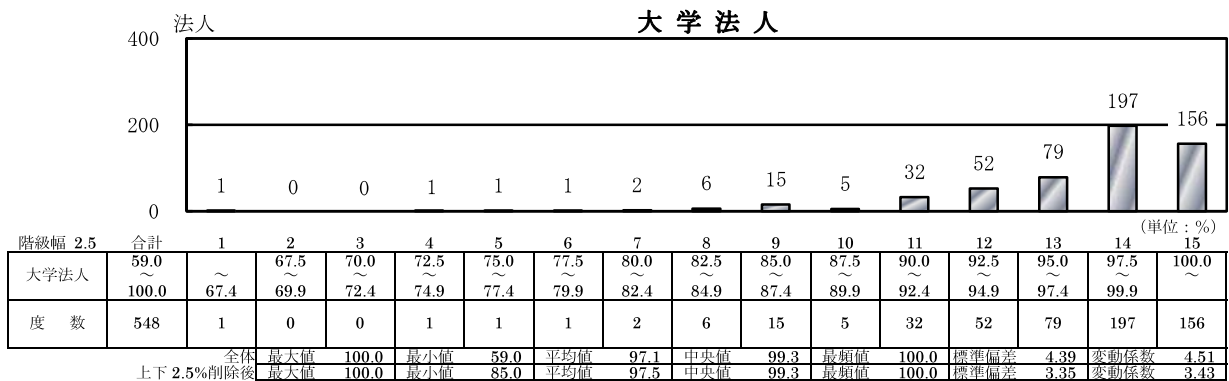 大 学 法 人
法人
400
197
200
156
79
52
32
15
1 0 0 1 1 1 2 6 5
0
(単位：%)
階級幅 2.5 合計 1 2 3 4 5 6 7 8 9 10 11 12 13 14 15
59.0 67.5 70.0 72.5 75.0 77.5 80.0 82.5 85.0 87.5 90.0 92.5 95.0 97.5 100.0
大学法人 ～ ～ ～ ～ ～ ～ ～ ～ ～ ～ ～ ～ ～ ～ ～ ～
100.0 67.4 69.9 72.4 74.9 77.4 79.9 82.4 84.9 87.4 89.9 92.4 94.9 97.4 99.9
度 数 548 1 0 0 1 1 1 2 6 15 5 32 52 79 197 156
全体 最大値 100.0 最小値 59.0 平均値 97.1 中央値 99.3 最頻値 100.0 標準偏差 4.39 変動係数 4.51
上下 2.5%削除後 最大値 100.0 最小値 85.0 平均値 97.5 中央値 99.3 最頻値 100.0 標準偏差 3.35 変動係数 3.43